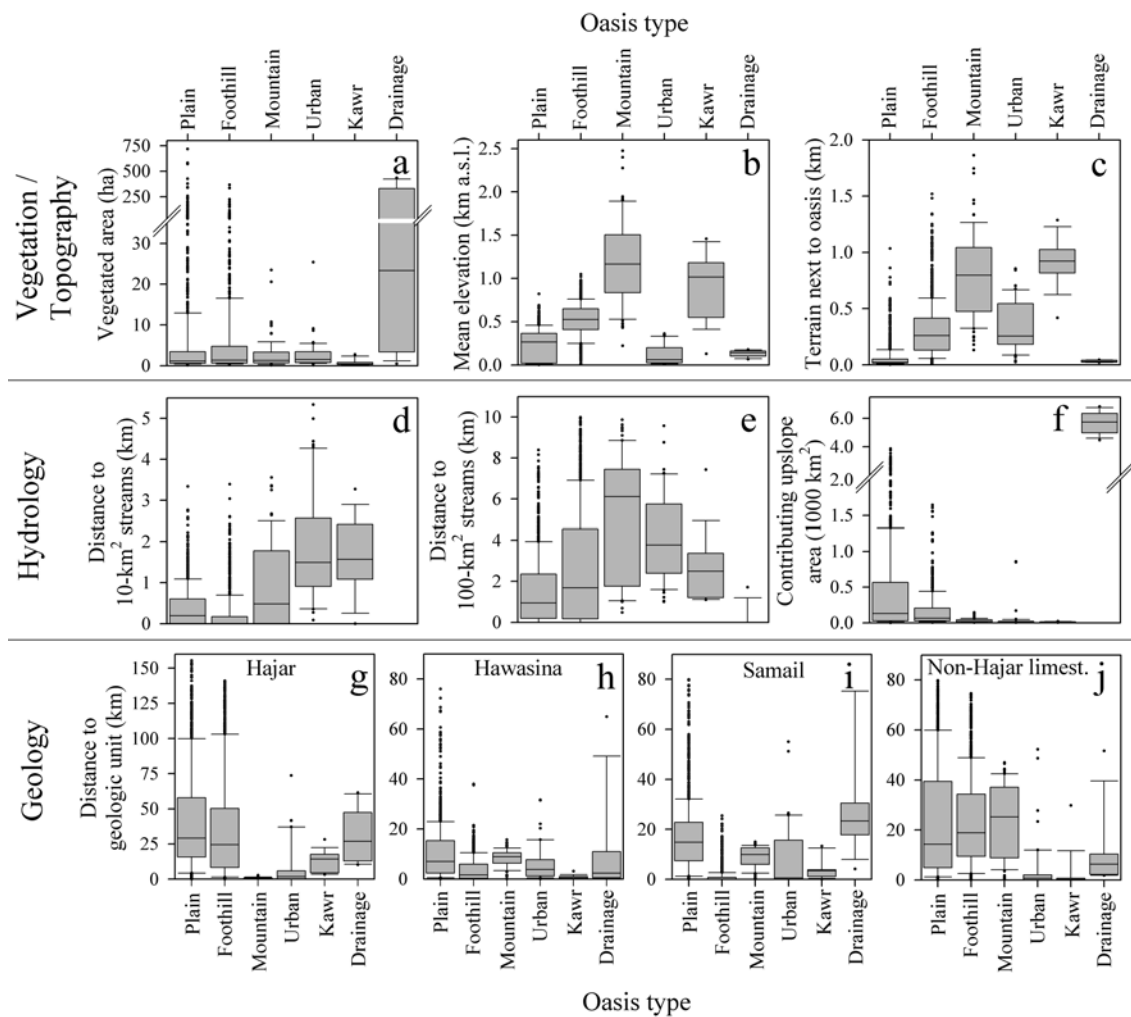 Oasis type
Plain
Foothill
Mountain
Urban
Kawr
Drainage
Plain
Foothill
Mountain
Urban
Kawr
Drainage
Plain
Foothill
Mountain
Urban
Kawr
Drainage
Vegetation /
Topography
Vegetated area (ha)
750
500
250
30
20
10
0
a
Mean elevation (km a.s.l.)
2.5
2.0
1.5
1.0
0.5
0.0
b
Terrain next to oasis (km)
2.0
1.5
1.0
0.5
0.0
c
Hydrology
Distance to
10-km² streams (km)
5
4
3
2
1
0
d
Distance to
100-km² streams (km)
10
8
6
4
2
0
e
Contributing upslope
area (1000 km²)
6.0
4.0
2.0
1.5
1.0
0.5
0.0
f
Geology
Distance to
geologic unit (km)
150
125
100
75
50
25
0
Hajar
g
80
60
40
20
0
Hawasina
h
80
60
40
20
0
Samail
i
80
60
40
20
0
Non-Hajar limest.
j
Plain
Foothill
Mountain
Urban
Kawr
Drainage
Plain
Foothill
Mountain
Urban
Kawr
Drainage
Plain
Foothill
Mountain
Urban
Kawr
Drainage
Plain
Foothill
Mountain
Urban
Kawr
Drainage
Oasis type